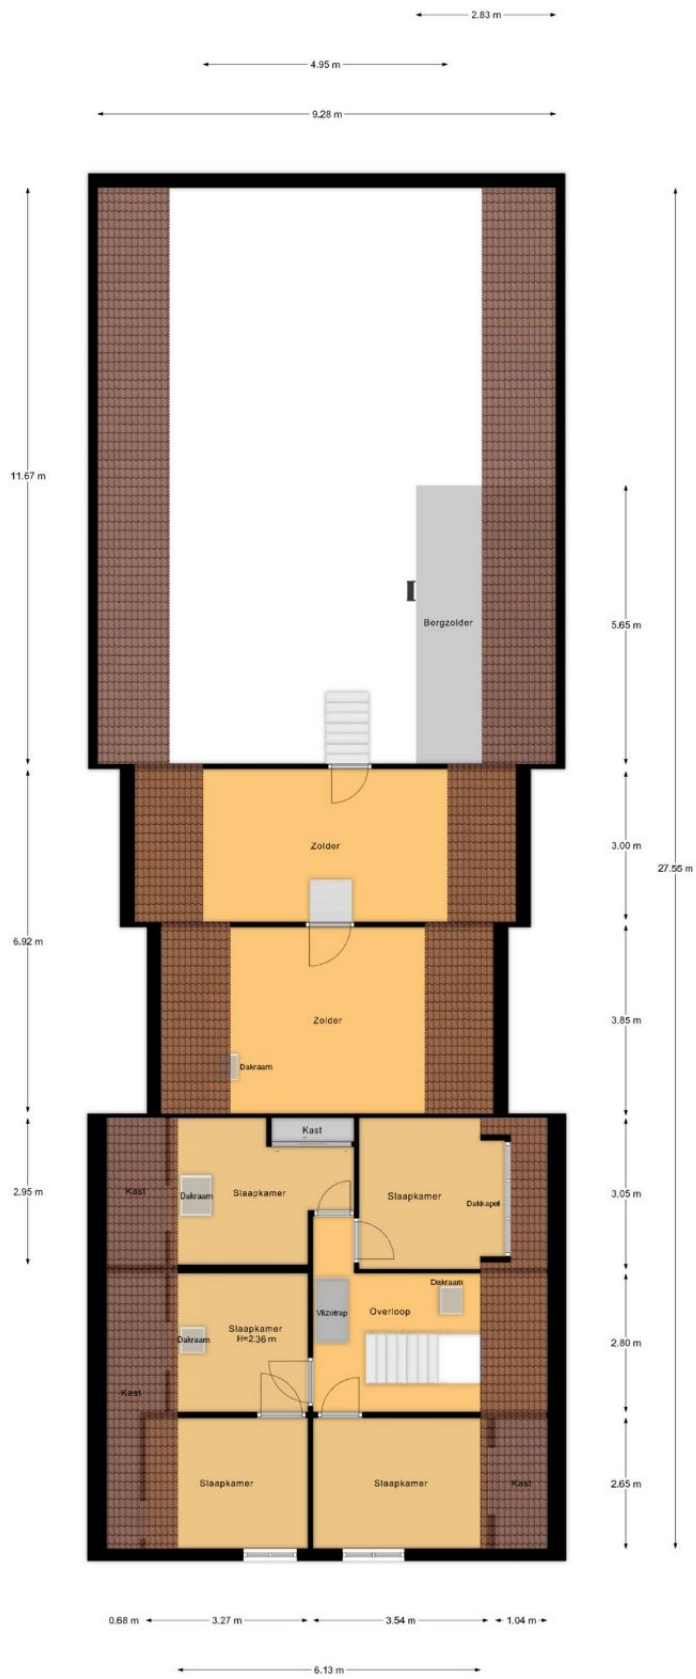 2.83 m
4.95 m
9.28 m
11.67 m
Bergzolder
5.65 m
Zolder
3.00 m
27.55 m
6.92 m
Zolder
3.85 m
Dakraam
Kast
Kast
Dakraam
Slaapkamer
Slaapkamer
Dakkapel
2.95 m
3.05 m
Dakraam
Vlizotrap
Overloop
Slaapkamer
H=2.36 m
Dakraam
2.80 m
Kast
Slaapkamer
Slaapkamer
Kast
2.65 m
0.68 m
3.27 m
3.54 m
1.04 m
6.13 m